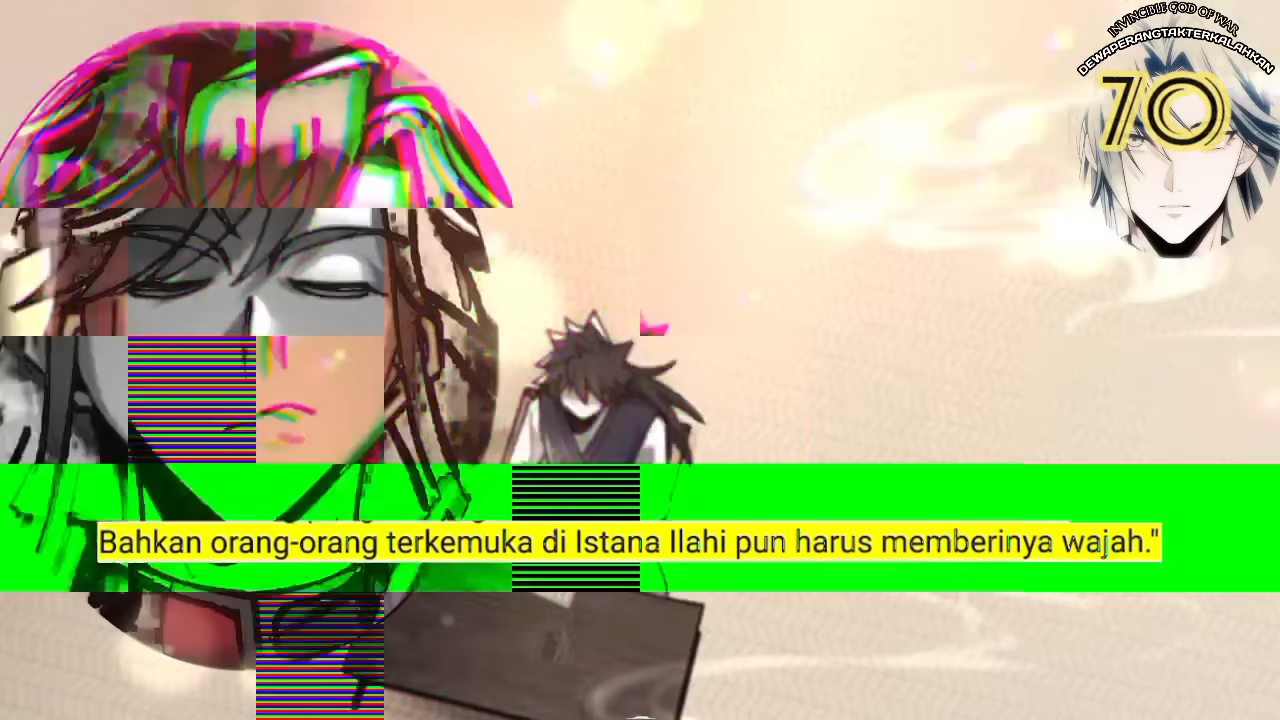 INVINCIBLE GOD OF WAR
DEWAPERANGTAKTERKALAHKAN
70
Bahkan orang-orang terkemuka di Istana Ilahi pun harus memberinya wajah."